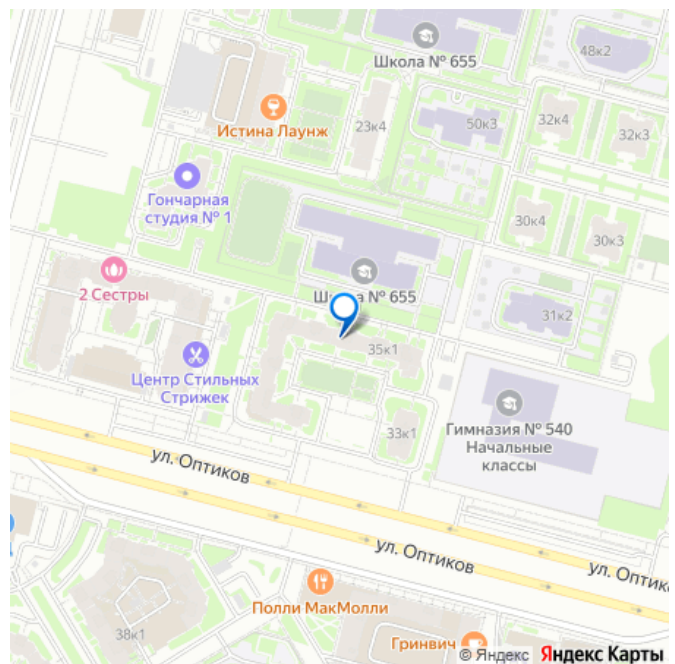 Школа № 655
48к2
Истина Лаунж
23к4
50к3
32к4
32к3
Гончарная
студия № 1
30к4
30к3
2 Сестры
Школа № 655
31к2
35к1
Центр Стильных
Стрижек
Гимназия № 540
Начальные
классы
33к1
ул. Оптиков
ул. Оптиков
ул. Оптик
Полли МакМолли
38к1
Гринвич
© Яндекс Яндекс Карты